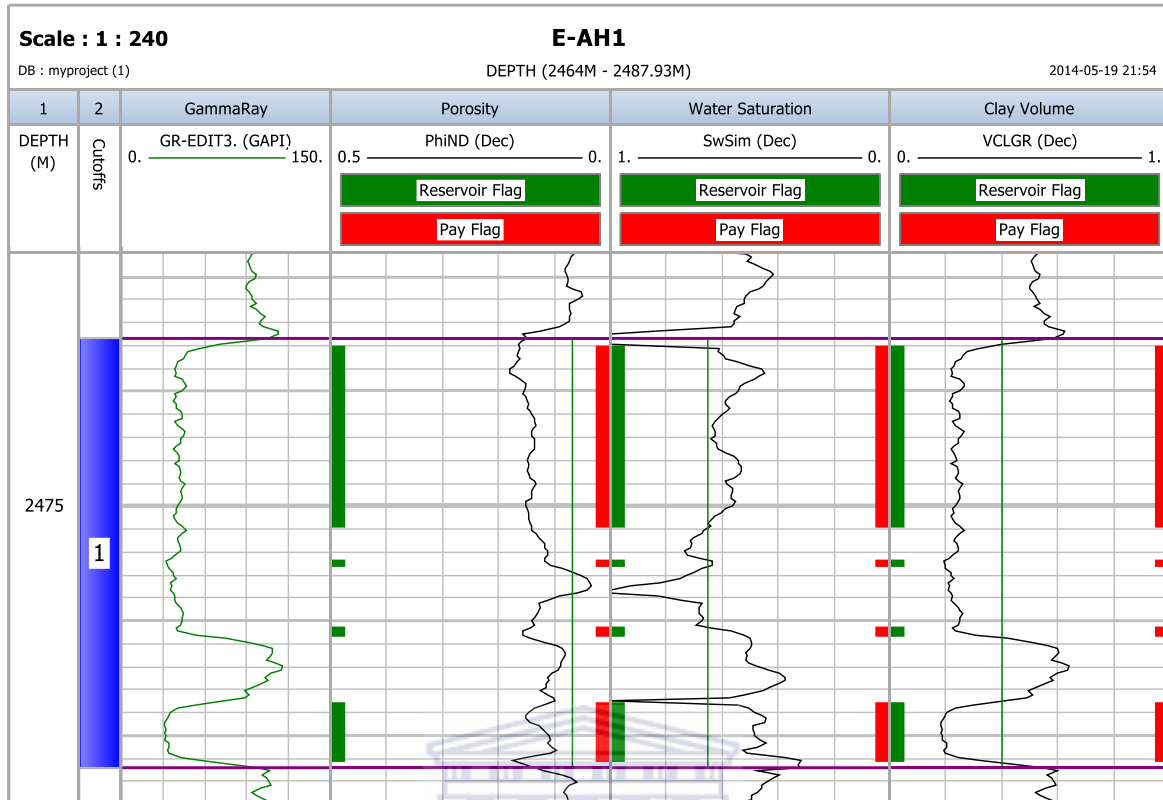 Scale : 1 : 240
E-AH1
DB : myproject (1)
DEPTH (2464M - 2487.93M)
2014-05-19 21:54
1
2
GammaRay
Porosity
Water Saturation
Clay Volume
DEPTH
(M)
Cutoffs
GR-EDIT3. (GAPI)
0. 150.
PhiND (Dec)
0.5 0.
SwSim (Dec)
1. 0.
VCLGR (Dec)
0. 1.
Reservoir Flag
Reservoir Flag
Reservoir Flag
Pay Flag
Pay Flag
Pay Flag
2475
1